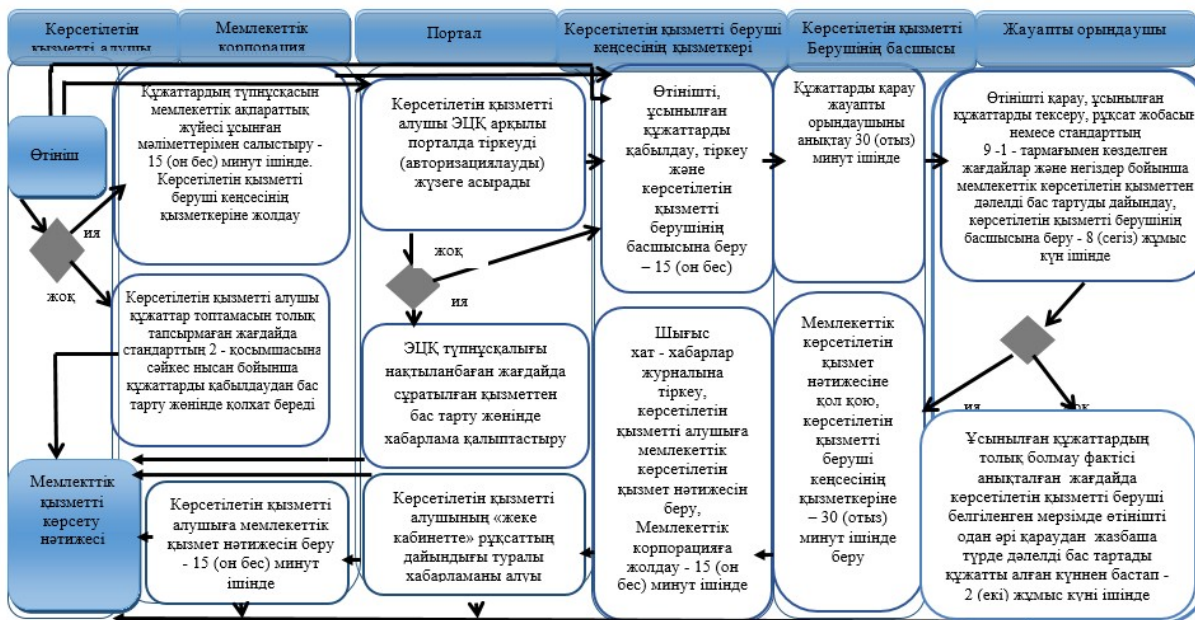 Көрсетілетін
қызметті алушы
Мемлекеттік
корпорация
Портал
Көрсетілетін қызметті беруші
кеңсесінің қызметкері
Көрсетілетін қызметті
Берушінің басшысы
Жауапты орындаушы
Өтініш
ия
жоқ
Құжаттардың түпнұсқасын
мемлекеттік ақпараттық
жүйесі ұсынған
мәліметтерімен салыстыру -
15 (он бес) минут ішінде.
Көрсетілетін қызметті
беруші кеңсесінің
қызметкеріне жолдау
Көрсетілетін қызметті алушы
құжаттар топтамасын толық
тапсырмаған жағдайда
стандарттың 2 - қосымшасына
сәйкес нысан бойынша
құжаттарды қабылдаудан бас
тарту жөнінде қолхат береді
Көрсетілетін қызметті
алушы ЭЦҚ арқылы
порталда тіркеуді
(авторизациялауды)
жүзеге асырады
жоқ
ия
ЭЦҚ түпнұсқалығы
нақтыланбаған жағдайда
сұратылған қызметтен
бас тарту жөнінде
хабарлама қалыптастыру
Өтінішті,
ұсынылған
құжаттарды
қабылдау, тіркеу
және
көрсетілетін
қызметті
берушінің
басшысына беру
– 15 (он бес)
Құжаттарды қарау
жауапты
орындаушыны
анықтау 30 (отыз)
минут ішінде
Өтінішті қарау, ұсынылған
құжаттарды тексеру, рұқсат жобасын
немесе стандарттың
9 -1 - тармағымен көзделген
жағдайлар және негіздер бойынша
мемлекеттік көрсетілетін қызметтен
дәлелді бас тартуды дайындау,
көрсетілетін қызметті берушінің
басшысына беру - 8 (сегіз) жұмыс
күн ішінде
ия
жоқ
Ұсынылған құжаттардың
толық болмау фактісі
анықталған жағдайда
көрсетілетін қызметті беруші
белгіленген мерзімде өтінішті
одан әрі қараудан жазбаша
түрде дәлелді бас тартады
құжатты алған күннен бастап -
2 (екі) жұмыс күні ішінде
Мемлекеттік
көрсетілетін
қызмет
нәтижесіне
қол қою,
көрсетілетін
қызметті
беруші
кеңсесінің
қызметкеріне
– 30 (отыз)
минут ішінде
беру
Шығыс
хат - хабарлар
журналына
тіркеу,
көрсетілетін
қызметті алушыға
мемлекеттік
көрсетілетін
қызмет нәтижесін
беру,
Мемлекеттік
корпорацияға
жолдау - 15 (он
бес) минут ішінде
Көрсетілетін қызметті
алушының «жеке
кабинетте» рұқсаттың
дайындығы туралы
хабарламаны алуы
Көрсетілетін қызметті
алушыға мемлекеттік
қызмет нәтижесін беру
- 15 (он бес) минут
ішінде
Мемлекттік
қызметті
көрсету
нәтижесі